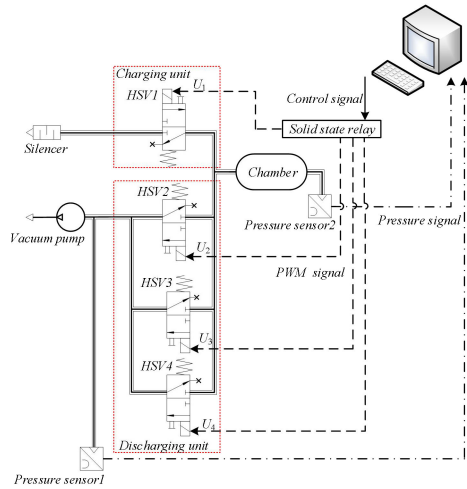 Charging unit
HSV1
U1
Control signal
Silencer
Solid state relay
Chamber
HSV2
Pressure sensor2
Pressure signal
Vacuum pump
U2
PWM signal
HSV3
U3
HSV4
U4
Discharging unit
Pressure sensor1